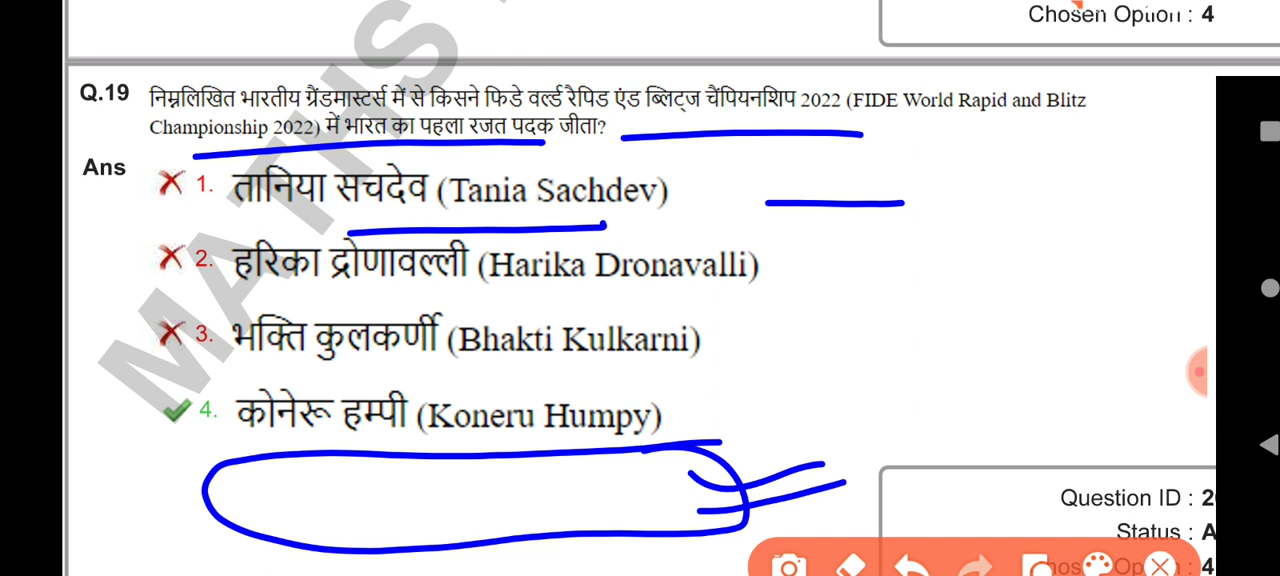 Chosen Option : 4
Q.19 निम्नलिखित भारतीय ग्रैंडमास्टर्स में से किसने फिडे वर्ल्ड रैपिड एंड ब्लिट्ज चैंपियनशिप 2022 (FIDE World Rapid and Blitz
Championship 2022) में भारत का पहला रजत पदक जीता?
Ans 1. तानिया सचदेव (Tania Sachdev)
2. हरिका द्रोणावल्ली (Harika Dronavalli)
3. भक्ति कुलकर्णी (Bhakti Kulkarni)
4. कोनेरू हम्पी (Koneru Humpy)
MATHS
Question ID : 2
Status : A
4